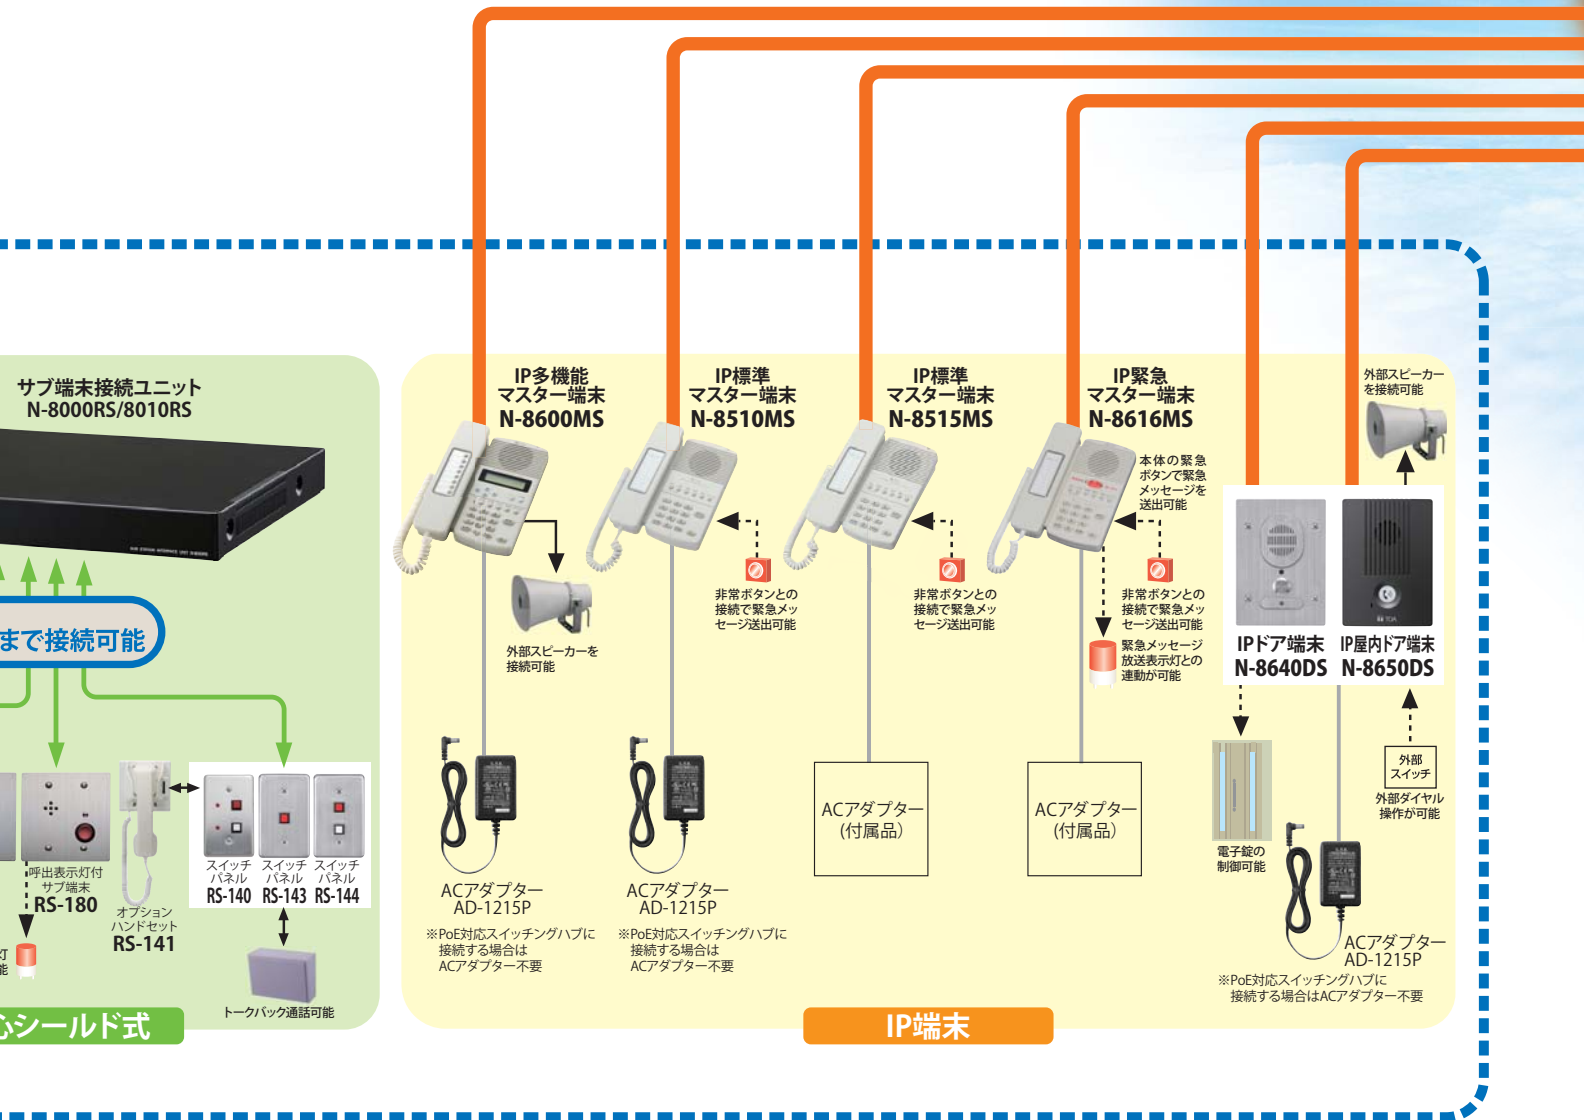 サブ端末接続ユニット
N-8000RS/8010RS
まで接続可能
呼出表示灯付
サブ端末
RS-180
灯
能
オプション
ハンドセット
RS-141
スイッチ
パネル
RS-140
スイッチ
パネル
RS-143
スイッチ
パネル
RS-144
トークバック通話可能
シールド式
IP多機能
マスター端末
N-8600MS
外部スピーカーを
接続可能
ACアダプター
AD-1215P
※PoE対応スイッチングハブに
接続する場合は
ACアダプター不要
IP標準
マスター端末
N-8510MS
非常ボタンとの
接続で緊急メッ
セージ送出可能
ACアダプター
AD-1215P
※PoE対応スイッチングハブに
接続する場合は
ACアダプター不要
IP標準
マスター端末
N-8515MS
非常ボタンとの
接続で緊急メッ
セージ送出可能
ACアダプター
(付属品)
IP緊急
マスター端末
N-8616MS
本体の緊急
ボタンで緊急
メッセージを
送出可能
非常ボタンとの
接続で緊急メッ
セージ送出可能
緊急メッセージ
放送表示灯との
連動が可能
ACアダプター
(付属品)
外部スピーカー
を接続可能
TOA
IPドア端末
N-8640DS
IP屋内ドア端末
N-8650DS
電子錠の
制御可能
外部
スイッチ
外部ダイヤル
操作が可能
ACアダプター
AD-1215P
※PoE対応スイッチングハブに
接続する場合はACアダプター不要
IP端末